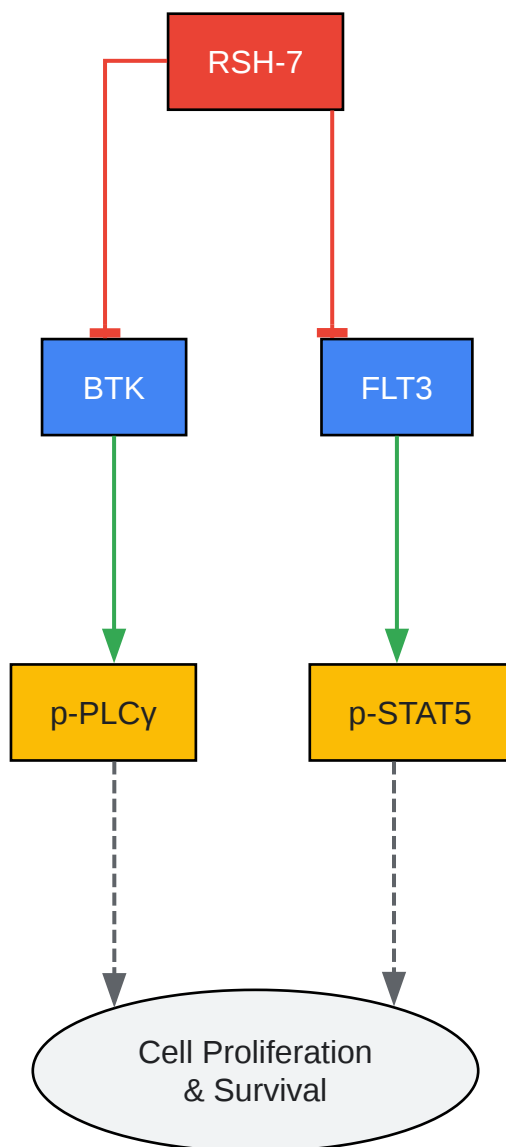 RSH-7
BTK
FLT3
p-PLCγ
p-STAT5
Cell Proliferation
& Survival